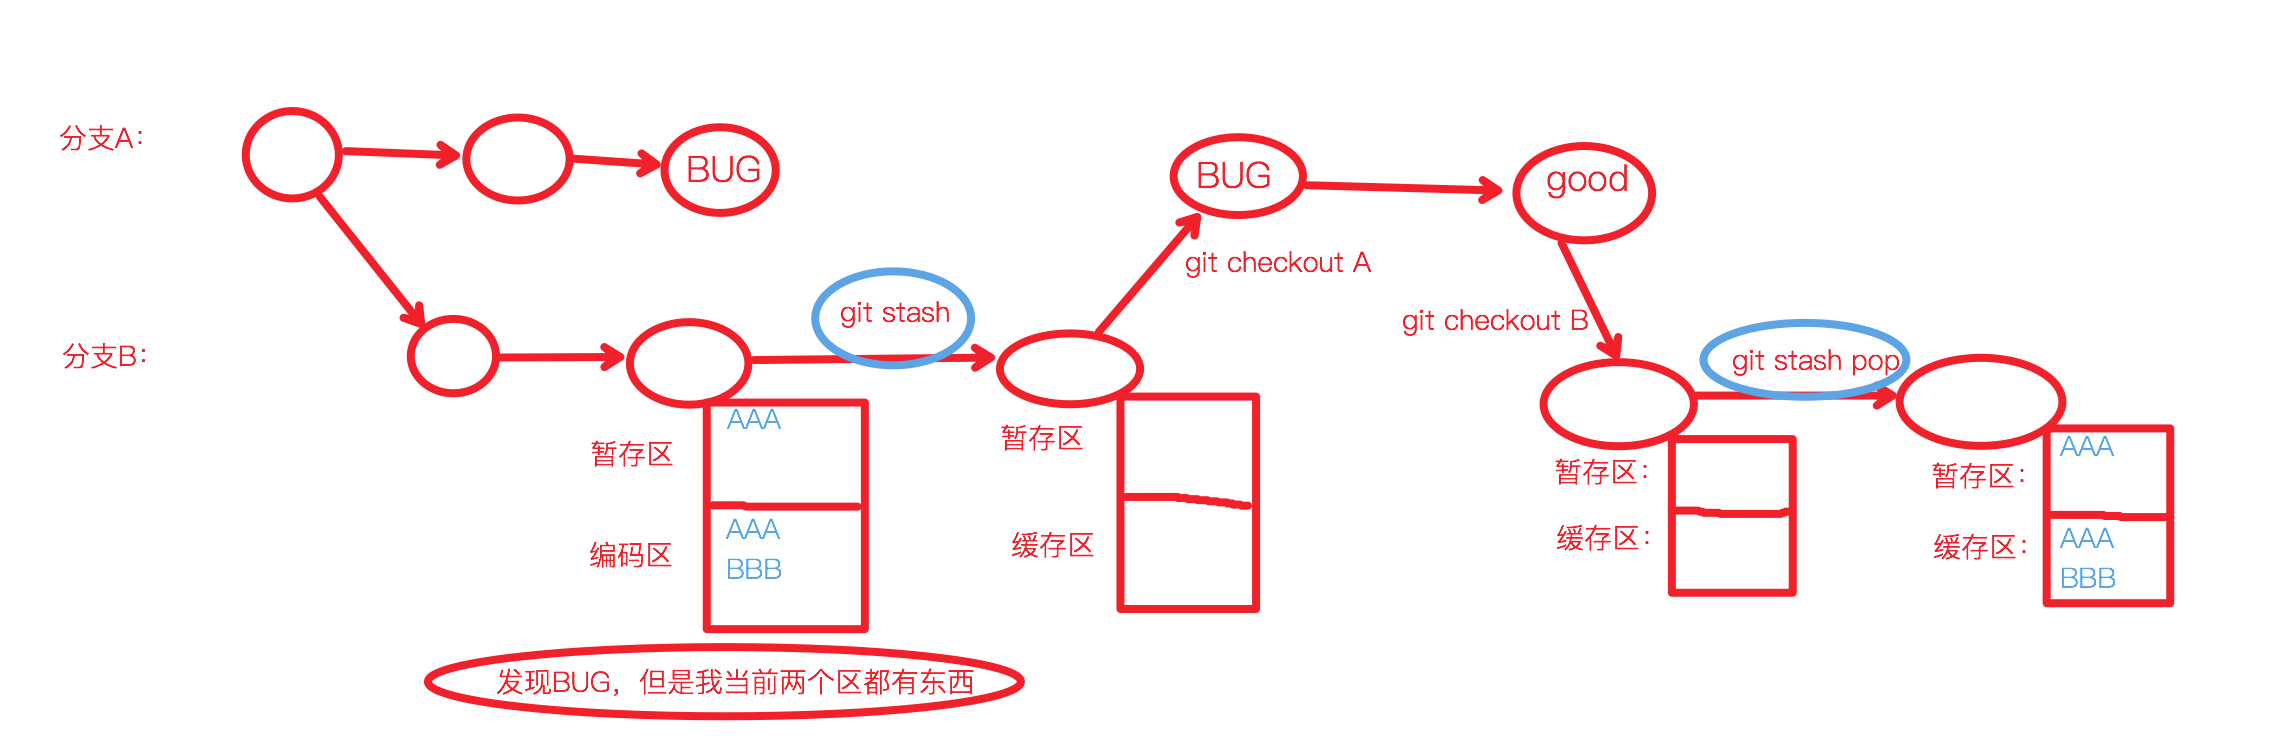 分支A：
BUG
BUG
good
git checkout A
git stash
git checkout B
分支B：
git stash pop
AAA
暂存区
AAA
编码区
BBB
暂存区
缓存区
暂存区：
缓存区：
AAA
暂存区：
AAA
缓存区：
BBB
发现BUG，但是我当前两个区都有东西